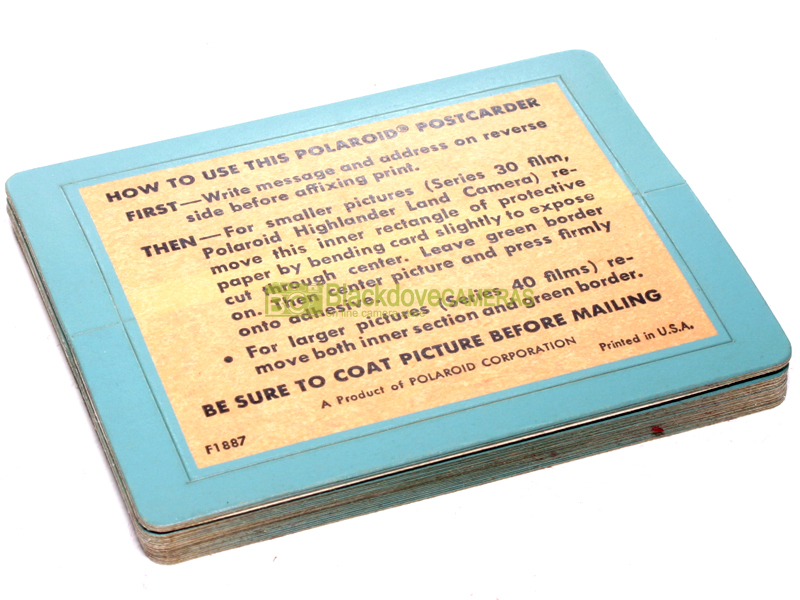 HOW TO USE THIS POLAROID® POSTCARDER
FIRST—Write message and address on reverse
side before affixing print.
THEN—For smaller pictures (Series 30 film,
Polaroid Highlander Land Camera) re-
move this inner rectangle of protective
paper by bending card slightly to expose
cut through center. Leave green border
on. Then center picture and press firmly
onto adhesive.
• For larger pictures (Series 40 films) re-
move both inner section and green border.
BE SURE TO COAT PICTURE BEFORE MAILING
A Product of POLAROID CORPORATION
Printed in U.S.A.
F1887
BlackdoveCAMERAS